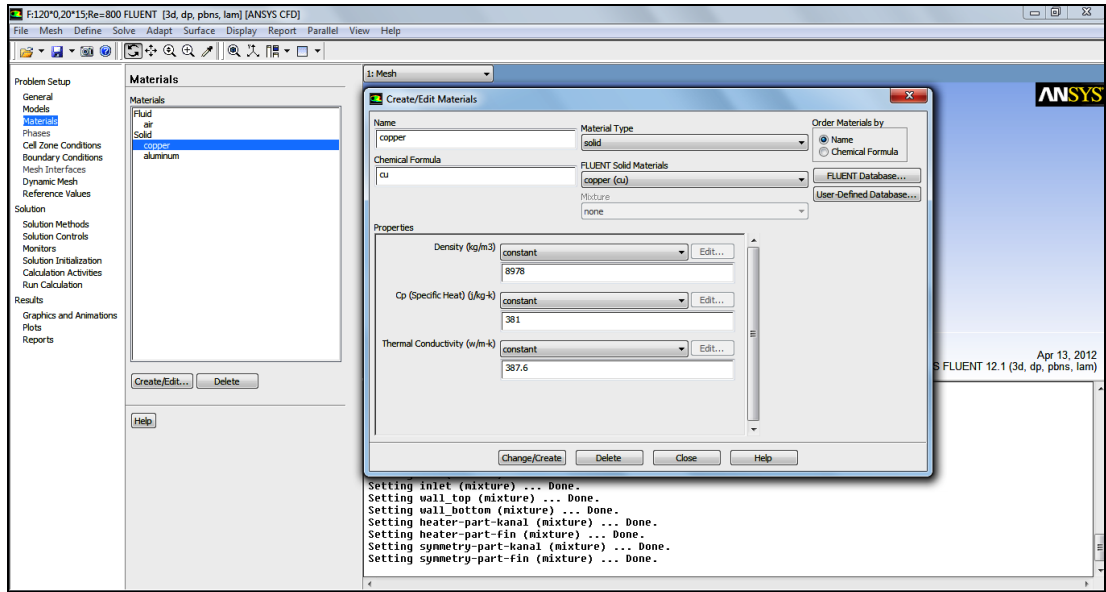 F:120*0,20*15;Re=800 FLUENT [3d, dp, pbns, lam] [ANSYS CFD]
File Mesh Define Solve Adapt Surface Display Report Parallel View Help
Problem Setup
General
Models
Materials
Phases
Cell Zone Conditions
Boundary Conditions
Mesh Interfaces
Dynamic Mesh
Reference Values
Solution
Solution Methods
Solution Controls
Monitors
Solution Initialization
Calculation Activities
Run Calculation
Results
Graphics and Animations
Plots
Reports
Materials
Materials
Fluid
air
Solid
copper
aluminum
Create/Edit... Delete
Help
1: Mesh
ANSYS
Create/Edit Materials
Name
copper
Chemical Formula
cu
Material Type
solid
FLUENT Solid Materials
copper (cu)
Mixture
none
Order Materials by
Name
Chemical Formula
FLUENT Database...
User-Defined Database...
Properties
Density (kg/m3) constant Edit...
8978
Cp (Specific Heat) (j/kg-k) constant Edit...
381
Thermal Conductivity (w/m-k) constant Edit...
387.6
Change/Create Delete Close Help
Apr 13, 2012
S FLUENT 12.1 (3d, dp, pbns, lam)
Setting inlet (mixture) ... Done.
Setting wall_top (mixture) ... Done.
Setting wall_bottom (mixture) ... Done.
Setting heater-part-kanal (mixture) ... Done.
Setting heater-part-fin (mixture) ... Done.
Setting symmetry-part-kanal (mixture) ... Done.
Setting symmetry-part-fin (mixture) ... Done.